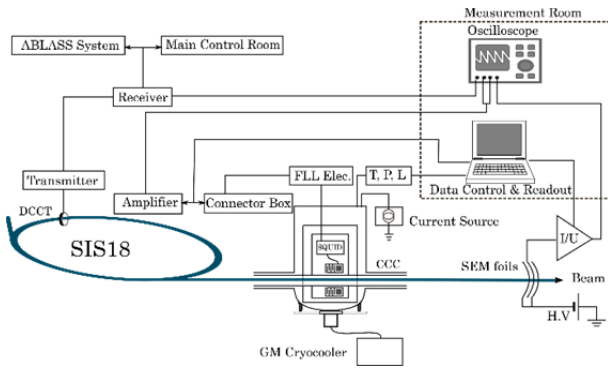 Measurement Room
Oscilloscope
ABLASS System
Main Control Room
Receiver
Transmitter
FLL Elec.
T, P, L
Data Control & Readout
Amplifier
Connector Box
DCCT
Current Source
SIS18
SQUID
CCC
I/U
SEM foils
Beam
H.V
GM Cryocooler